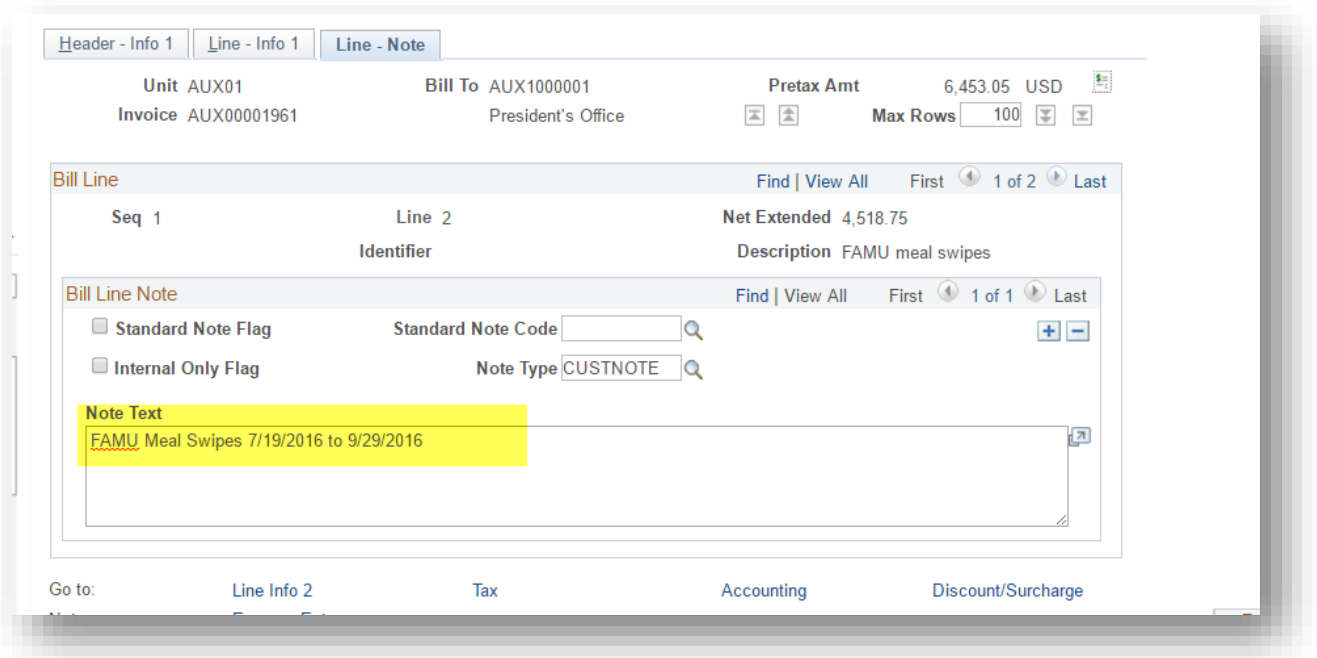 Header - Info 1 Line - Info 1 Line - Note
Unit AUX01 Bill To AUX1000001 Pretax Amt 6,453.05 USD
Invoice AUX00001961 President's Office Max Rows 100
Bill Line Find | View All First 1 of 2 Last
Seq 1 Line 2 Net Extended 4,518.75
Identifier Description FAMU meal swipes
Bill Line Note Find | View All First 1 of 1 Last
Standard Note Flag Standard Note Code
Internal Only Flag Note Type CUSTNOTE
Note Text
FAMU Meal Swipes 7/19/2016 to 9/29/2016
Go to: Line Info 2 Tax Accounting Discount/Surcharge